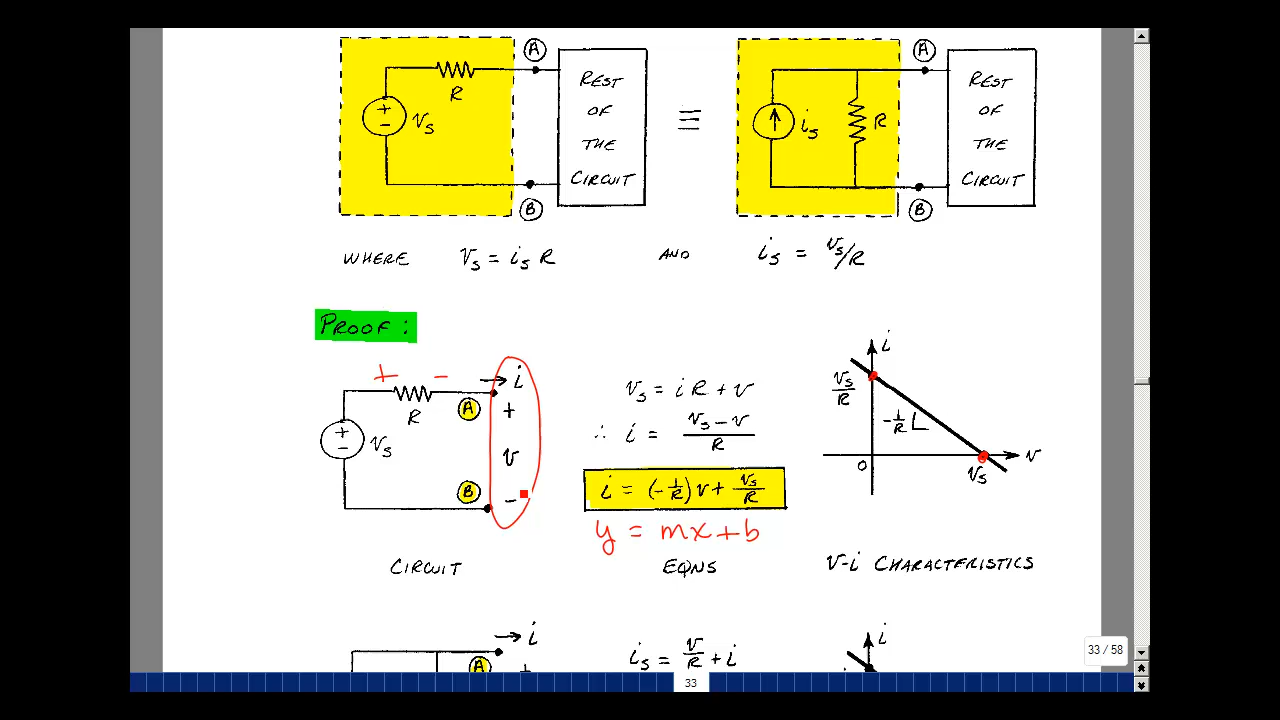 A
A
R
REST
OF
THE
CIRCUIT
+
−
Vs
≡
is
R
REST
OF
THE
CIRCUIT
B
B
WHERE Vs = is R AND is = Vs/R
PROOF:
+ − → i
R
A
+
+
−
Vs
v
B
−
Vs = iR + v
∴ i = (Vs − v)/R
i = (−1/R)v + Vs/R
y = mx + b
i
Vs/R
−1/R
0
v
Vs
CIRCUIT EQNS V-i CHARACTERISTICS
→ i
A
+
is = v/R + i
i
33 / 58
33